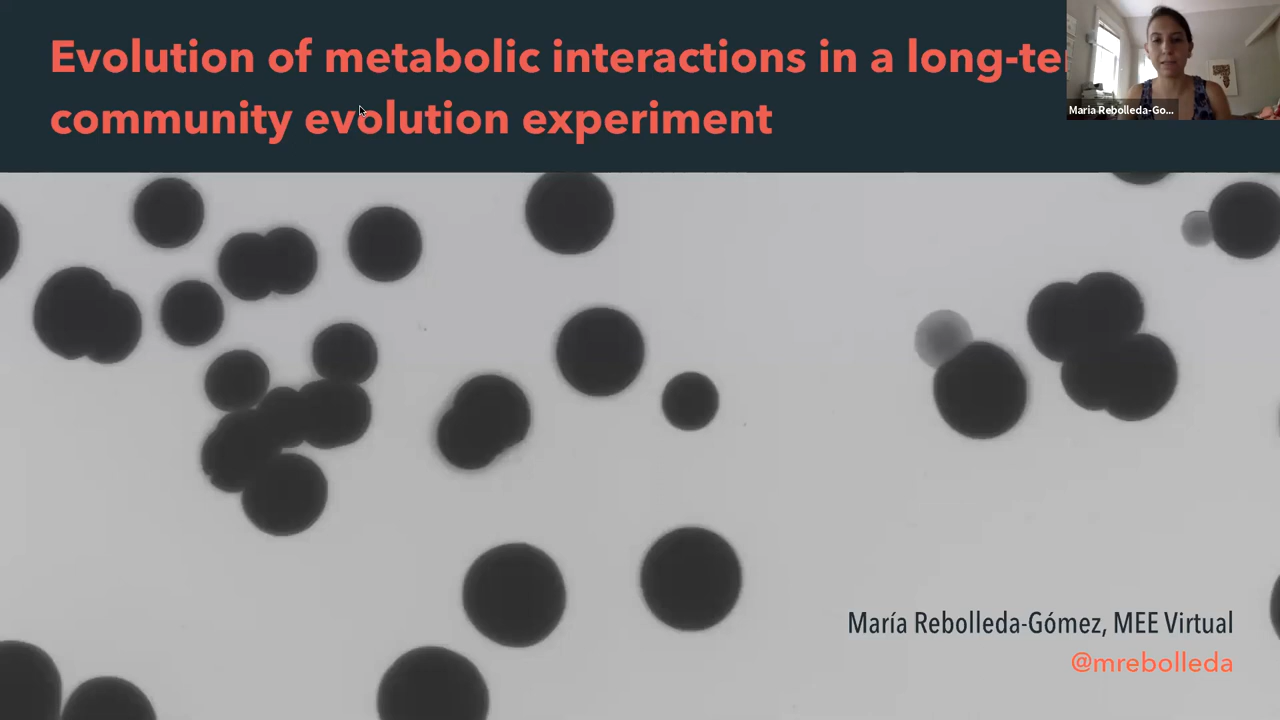 Evolution of metabolic interactions in a long-te
community evolution experiment
Maria Rebolleda-Go...
María Rebolleda-Gómez, MEE Virtual
@mrebolleda